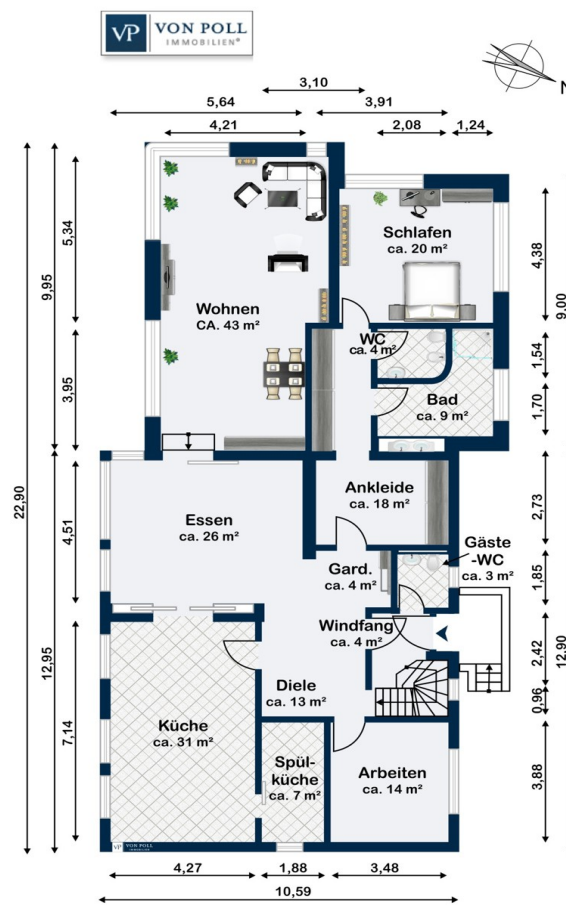 VP
VON POLL
IMMOBILIEN®
N
3,10
5,64
3,91
4,21
2,08
1,24
22,90
9,95
5,34
3,95
12,95
4,51
7,14
Schlafen
ca. 20 m²
4,38
9,00
Wohnen
CA. 43 m²
WC
ca. 4 m²
1,54
Bad
ca. 9 m²
1,70
Ankleide
ca. 18 m²
2,73
Essen
ca. 26 m²
Gäste
-WC
ca. 3 m²
1,85
Gard.
ca. 4 m²
Windfang
ca. 4 m²
2,42
12,90
Diele
ca. 13 m²
0,96
Küche
ca. 31 m²
Spül-
küche
ca. 7 m²
Arbeiten
ca. 14 m²
3,88
VP VON POLL
IMMOBILIEN
4,27
1,88
3,48
10,59